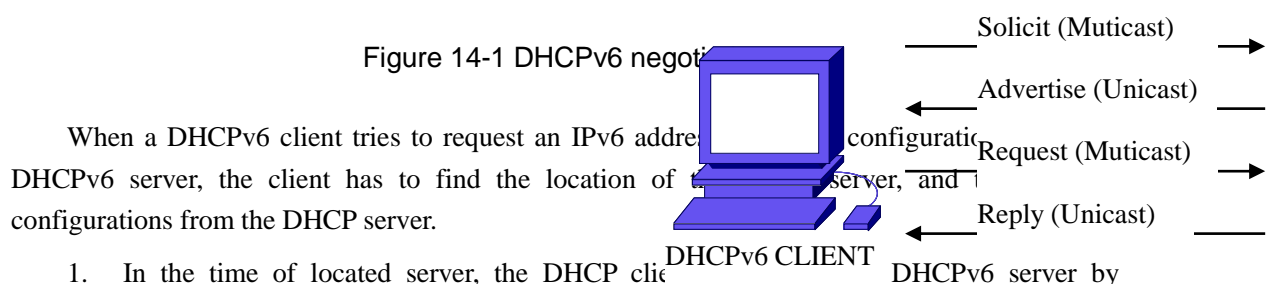 Solicit (Muticast)
Figure 14-1 DHCPv6 negoti
Advertise (Unicast)
When a DHCPv6 client tries to request an IPv6 addre configuratio
Request (Muticast)
DHCPv6 server, the client has to find the location of server, and
Reply (Unicast)
configurations from the DHCP server.
DHCPv6 CLIENT
1. In the time of located server, the DHCP clie DHCPv6 server by